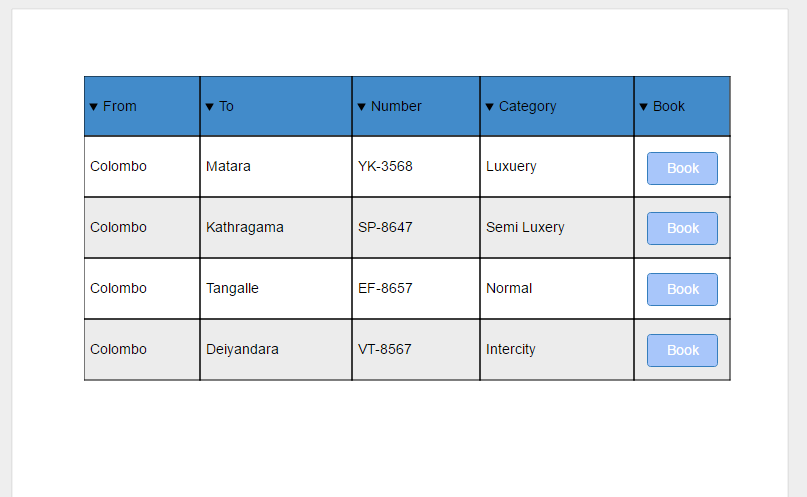 ▼ From ▼ To ▼ Number ▼ Category ▼ Book
Colombo Matara YK-3568 Luxuery Book
Colombo Kathragama SP-8647 Semi Luxery Book
Colombo Tangalle EF-8657 Normal Book
Colombo Deiyandara VT-8567 Intercity Book